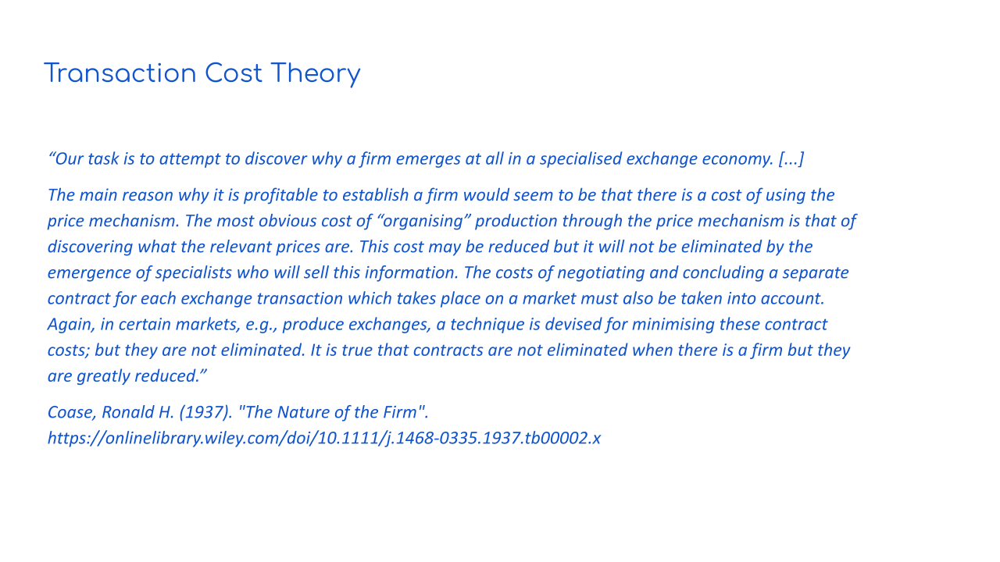 Transaction Cost Theory
“Our task is to attempt to discover why a firm emerges at all in a specialised exchange economy. [...]
The main reason why it is profitable to establish a firm would seem to be that there is a cost of using the
price mechanism. The most obvious cost of “organising” production through the price mechanism is that of
discovering what the relevant prices are. This cost may be reduced but it will not be eliminated by the
emergence of specialists who will sell this information. The costs of negotiating and concluding a separate
contract for each exchange transaction which takes place on a market must also be taken into account.
Again, in certain markets, e.g., produce exchanges, a technique is devised for minimising these contract
costs; but they are not eliminated. It is true that contracts are not eliminated when there is a firm but they
are greatly reduced.”
Coase, Ronald H. (1937). "The Nature of the Firm".
https://onlinelibrary.wiley.com/doi/10.1111/j.1468-0335.1937.tb00002.x